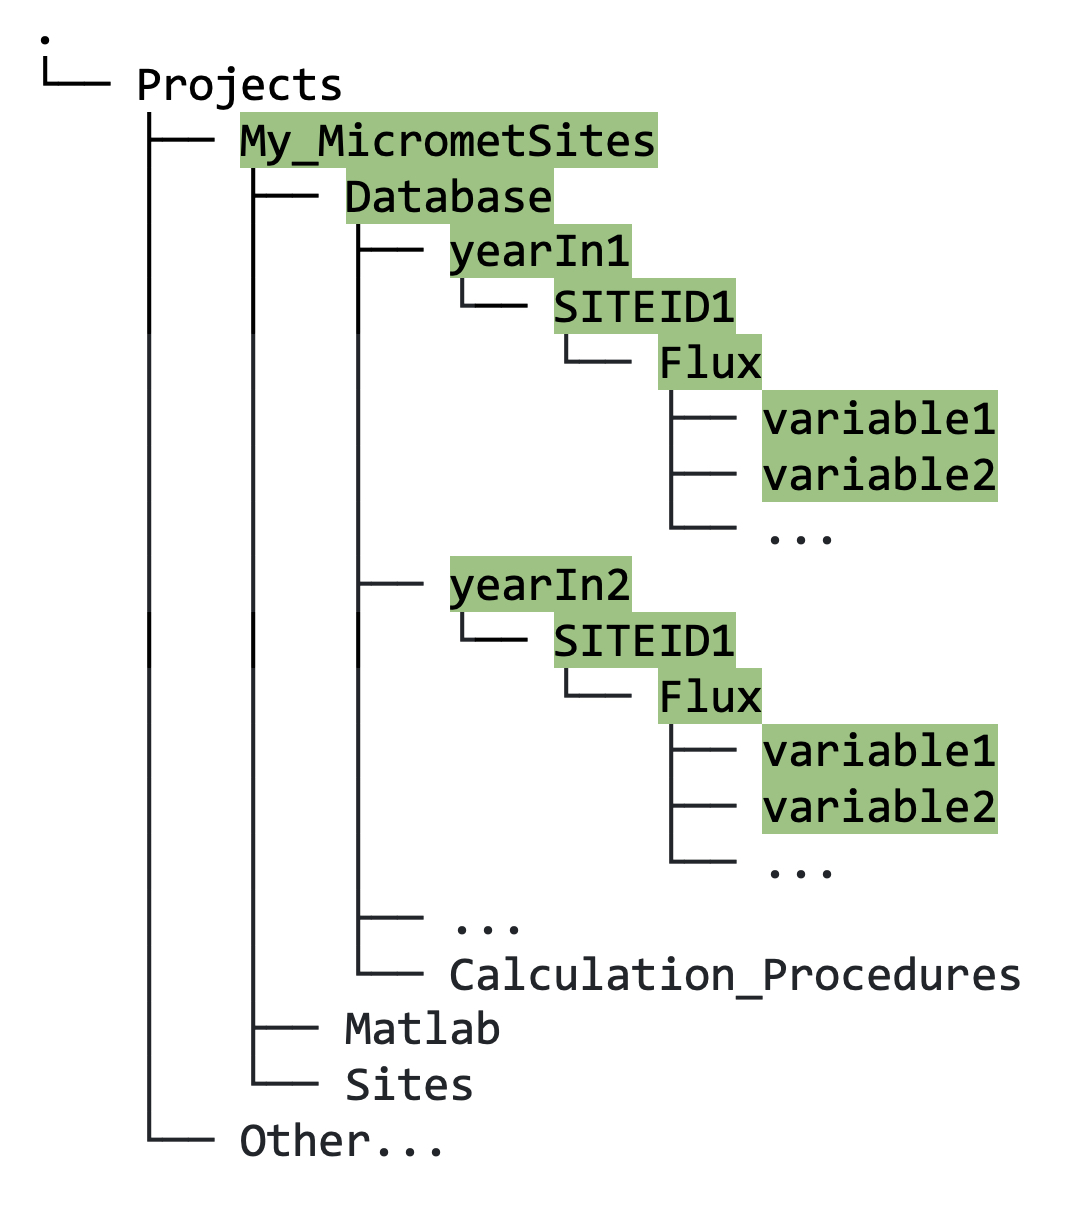 .
└── Projects
├── My_MicrometSites
├── Database
├── yearIn1
└── SITEID1
└── Flux
├── variable1
├── variable2
└── ...
├── yearIn2
└── SITEID1
└── Flux
├── variable1
├── variable2
└── ...
├── ...
└── Calculation_Procedures
├── Matlab
└── Sites
└── Other...